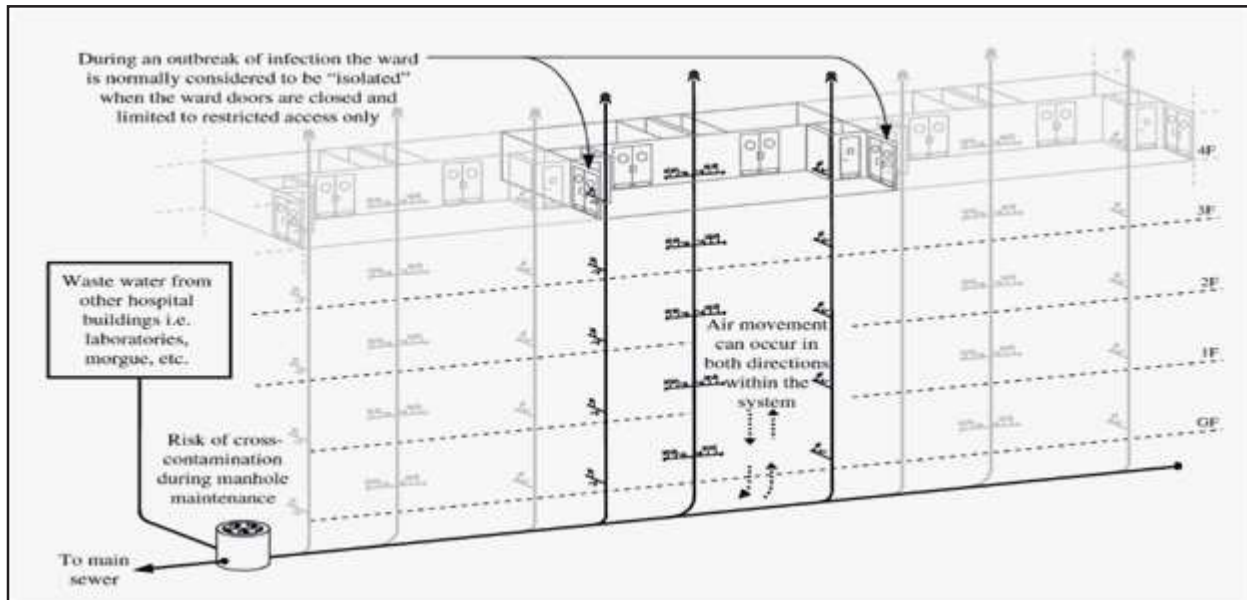 During an outbreak of infection the ward
is normally considered to be “isolated”
when the ward doors are closed and
limited to restricted access only
4F
3F
Waste water from
other hospital
buildings i.e.
laboratories,
morgue, etc.
2F
Air movement
can occur in
both directions
within the
system
1F
GF
Risk of cross-
contamination
during manhole
maintenance
To main
sewer